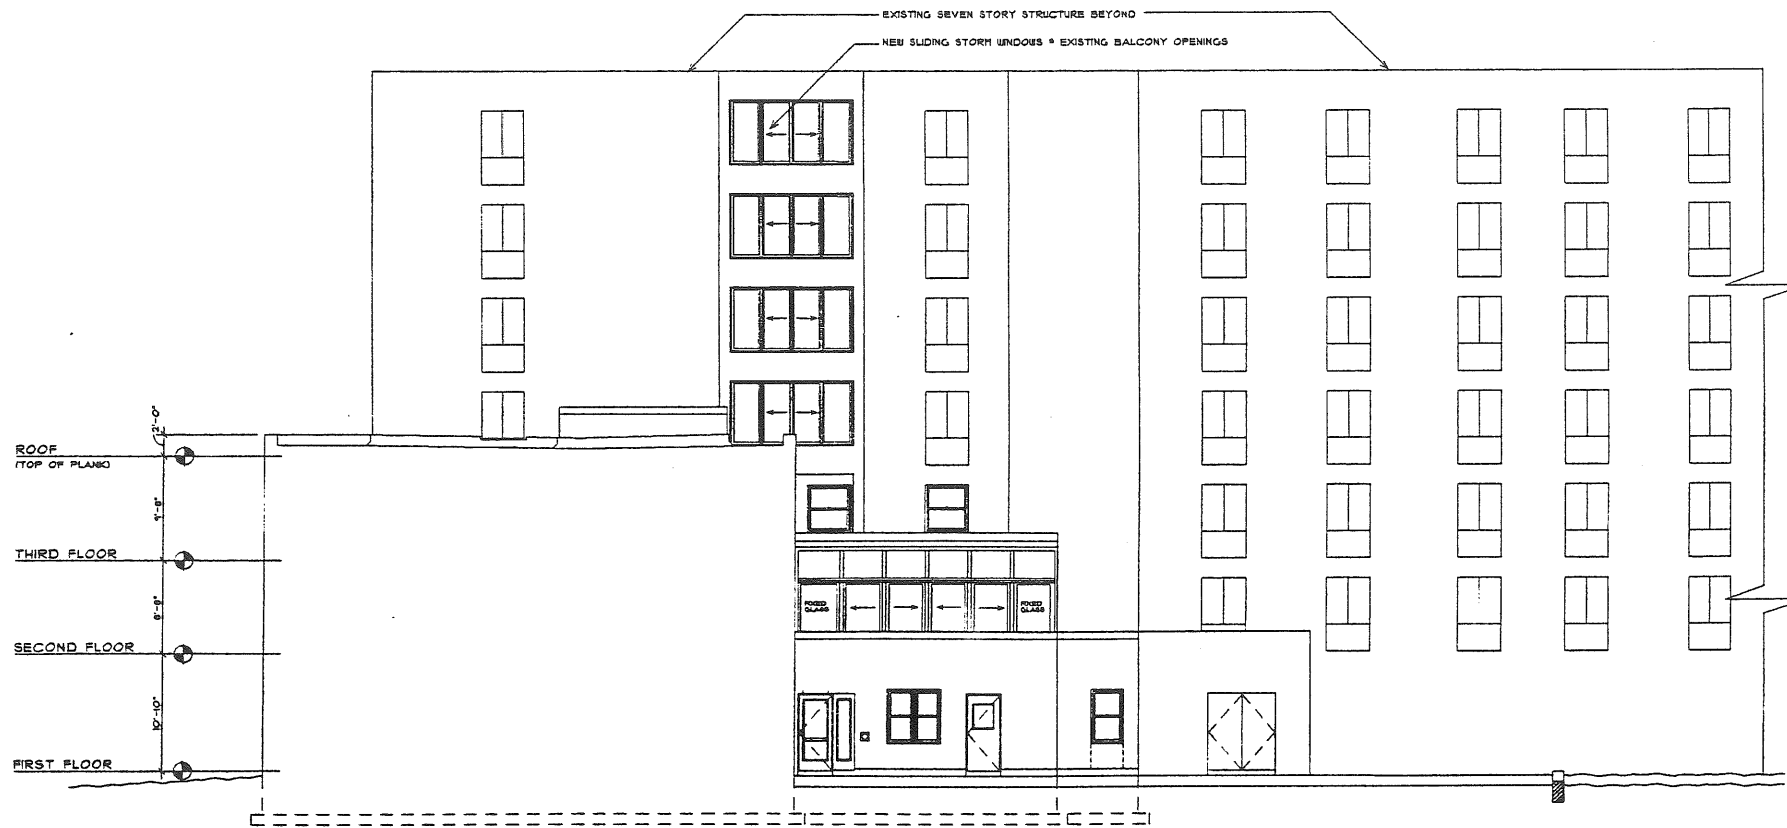 EXISTING SEVEN STORY STRUCTURE BEYOND
NEW SLIDING STORM WINDOWS @ EXISTING BALCONY OPENINGS
2'-0"
ROOF
(TOP OF PLANK)
9'-8"
THIRD FLOOR
FIXED
GLASS
FIXED
GLASS
8'-8"
SECOND FLOOR
10'-10"
FIRST FLOOR